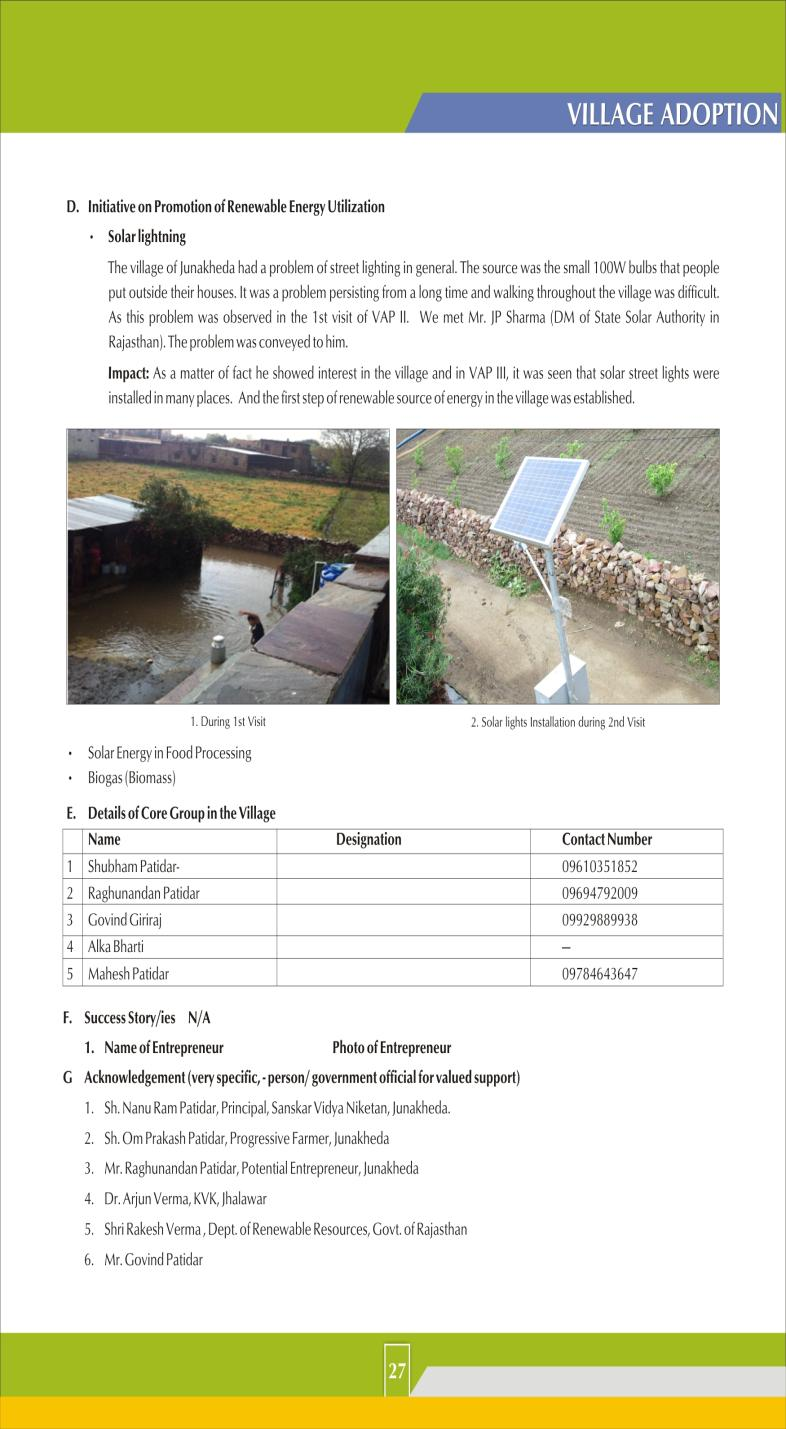 VILLAGE ADOPTION
D. Initiative on Promotion of Renewable Energy Utilization
• Solar lightning
The village of Junakheda had a problem of street lighting in general. The source was the small 100W bulbs that people
put outside their houses. It was a problem persisting from a long time and walking throughout the village was difficult.
As this problem was observed in the 1st visit of VAP II. We met Mr. JP Sharma (DM of State Solar Authority in
Rajasthan). The problem was conveyed to him.
Impact: As a matter of fact he showed interest in the village and in VAP III, it was seen that solar street lights were
installed in many places. And the first step of renewable source of energy in the village was established.
1. During 1st Visit
2. Solar lights Installation during 2nd Visit
• Solar Energy in Food Processing
• Biogas (Biomass)
E. Details of Core Group in the Village
Name Designation Contact Number
1 Shubham Patidar- 09610351852
2 Raghunandan Patidar 09694792009
3 Govind Giriraj 09929889938
4 Alka Bharti –
5 Mahesh Patidar 09784643647
F. Success Story/ies N/A
1. Name of Entrepreneur Photo of Entrepreneur
G Acknowledgement (very specific, - person/ government official for valued support)
1. Sh. Nanu Ram Patidar, Principal, Sanskar Vidya Niketan, Junakheda.
2. Sh. Om Prakash Patidar, Progressive Farmer, Junakheda
3. Mr. Raghunandan Patidar, Potential Entrepreneur, Junakheda
4. Dr. Arjun Verma, KVK, Jhalawar
5. Shri Rakesh Verma , Dept. of Renewable Resources, Govt. of Rajasthan
6. Mr. Govind Patidar
27